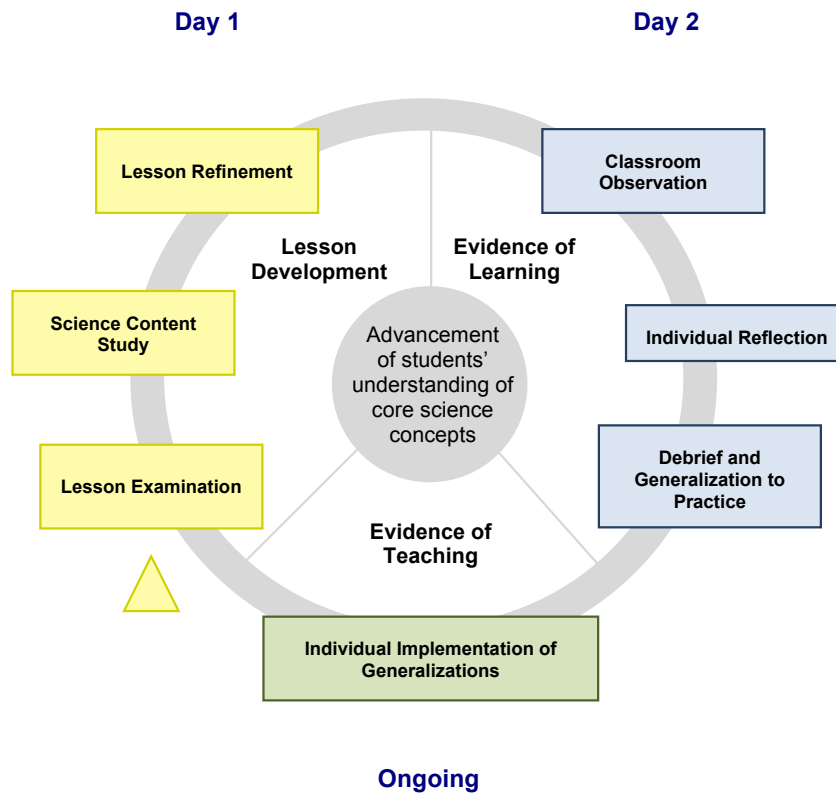 Day 1
Day 2
Lesson Refinement
Classroom
Observation
Lesson
Development
Evidence of
Learning
Science Content
Study
Individual Reflection
Advancement
of students’
understanding of
core science
concepts
Lesson Examination
Debrief and
Generalization to
Practice
Evidence of
Teaching
Individual Implementation of
Generalizations
Ongoing